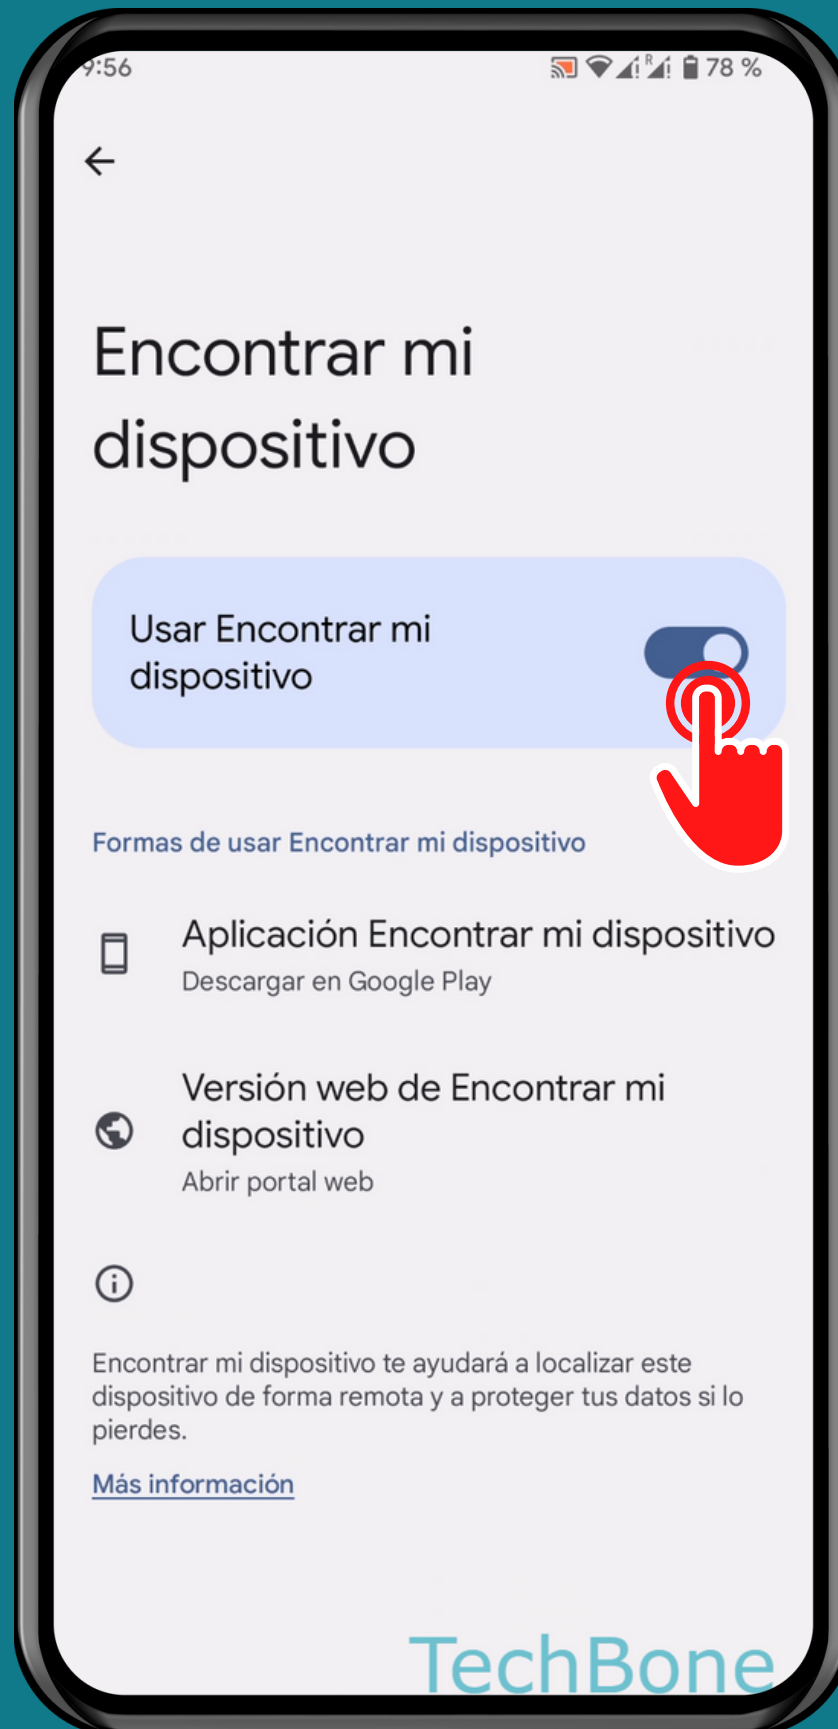 9:56
R
78 %
Encontrar mi
dispositivo
Usar Encontrar mi
dispositivo
Formas de usar Encontrar mi dispositivo
Aplicación Encontrar mi dispositivo
Descargar en Google Play
Versión web de Encontrar mi
dispositivo
Abrir portal web
Encontrar mi dispositivo te ayudará a localizar este
dispositivo de forma remota y a proteger tus datos si lo
pierdes.
Más información
TechBone